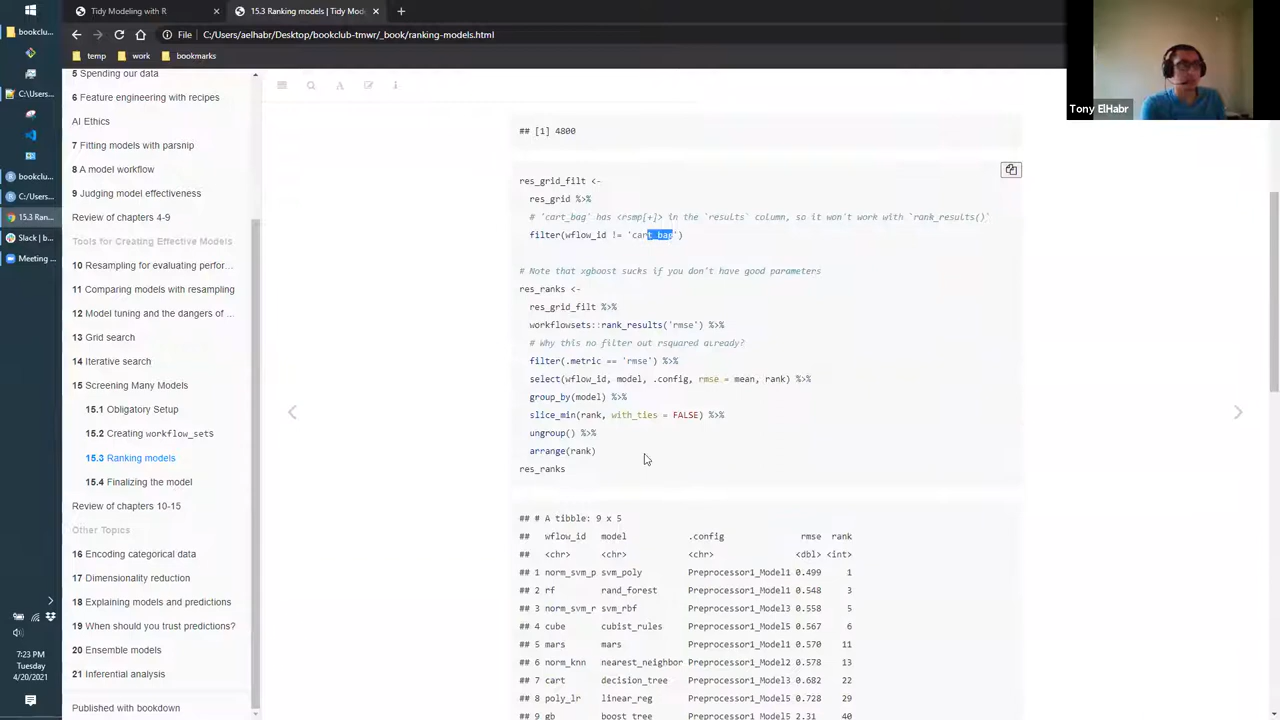 Tidy Modeling with R
15.3 Ranking models | Tidy Mode
File
C:/Users/aelhabr/Desktop/bookclub-tmwr/_book/ranking-models.html
temp
work
bookmarks
bookclu...
C:\Users...
bookclu...
C:/Users...
15.3 Ran...
Slack | b...
Meeting ...
7:23 PM
Tuesday
4/20/2021
5 Spending our data
6 Feature engineering with recipes
AI Ethics
7 Fitting models with parsnip
8 A model workflow
9 Judging model effectiveness
Review of chapters 4-9
Tools for Creating Effective Models
10 Resampling for evaluating perfor...
11 Comparing models with resampling
12 Model tuning and the dangers of ...
13 Grid search
14 Iterative search
15 Screening Many Models
15.1 Obligatory Setup
15.2 Creating workflow_sets
15.3 Ranking models
15.4 Finalizing the model
Review of chapters 10-15
Other Topics
16 Encoding categorical data
17 Dimensionality reduction
18 Explaining models and predictions
19 When should you trust predictions?
20 Ensemble models
21 Inferential analysis
Published with bookdown
## [1] 4800
res_grid_filt <-
res_grid %>%
# 'cart_bag' has <rsmp[+]> in the `results` column, so it won't work with `rank_results()`
filter(wflow_id != 'cart_bag')
# Note that xgboost sucks if you don't have good parameters
res_ranks <-
res_grid_filt %>%
workflowsets::rank_results('rmse') %>%
# Why this no filter out rsquared already?
filter(.metric == 'rmse') %>%
select(wflow_id, model, .config, rmse = mean, rank) %>%
group_by(model) %>%
slice_min(rank, with_ties = FALSE) %>%
ungroup() %>%
arrange(rank)
res_ranks
## # A tibble: 9 x 5
## wflow_id model .config rmse rank
## <chr> <chr> <chr> <dbl> <int>
## 1 norm_svm_p svm_poly Preprocessor1_Model1 0.499 1
## 2 rf rand_forest Preprocessor1_Model1 0.548 3
## 3 norm_svm_r svm_rbf Preprocessor1_Model3 0.558 5
## 4 cube cubist_rules Preprocessor1_Model5 0.567 6
## 5 mars mars Preprocessor1_Model1 0.570 11
## 6 norm_knn nearest_neighbor Preprocessor1_Model2 0.578 13
## 7 cart decision_tree Preprocessor1_Model3 0.682 22
## 8 poly_lr linear_reg Preprocessor1_Model5 0.728 29
## 9 gb boost_tree Preprocessor1_Model5 2.31 40
Tony ElHabr